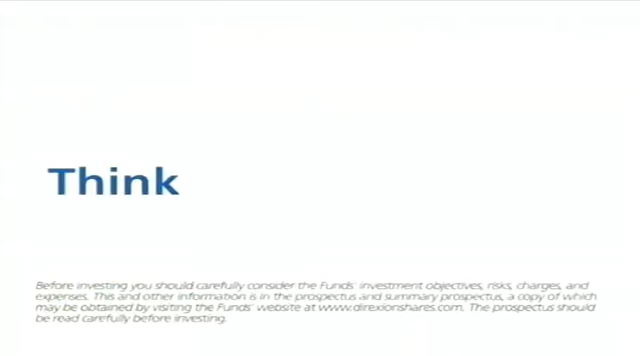 Think
Before investing you should carefully consider the Funds' investment objectives, risks, charges, and
expenses. This and other information is in the prospectus and summary prospectus, a copy of which
may be obtained by visiting the Funds' website at www.direxionshares.com. The prospectus should
be read carefully before investing.